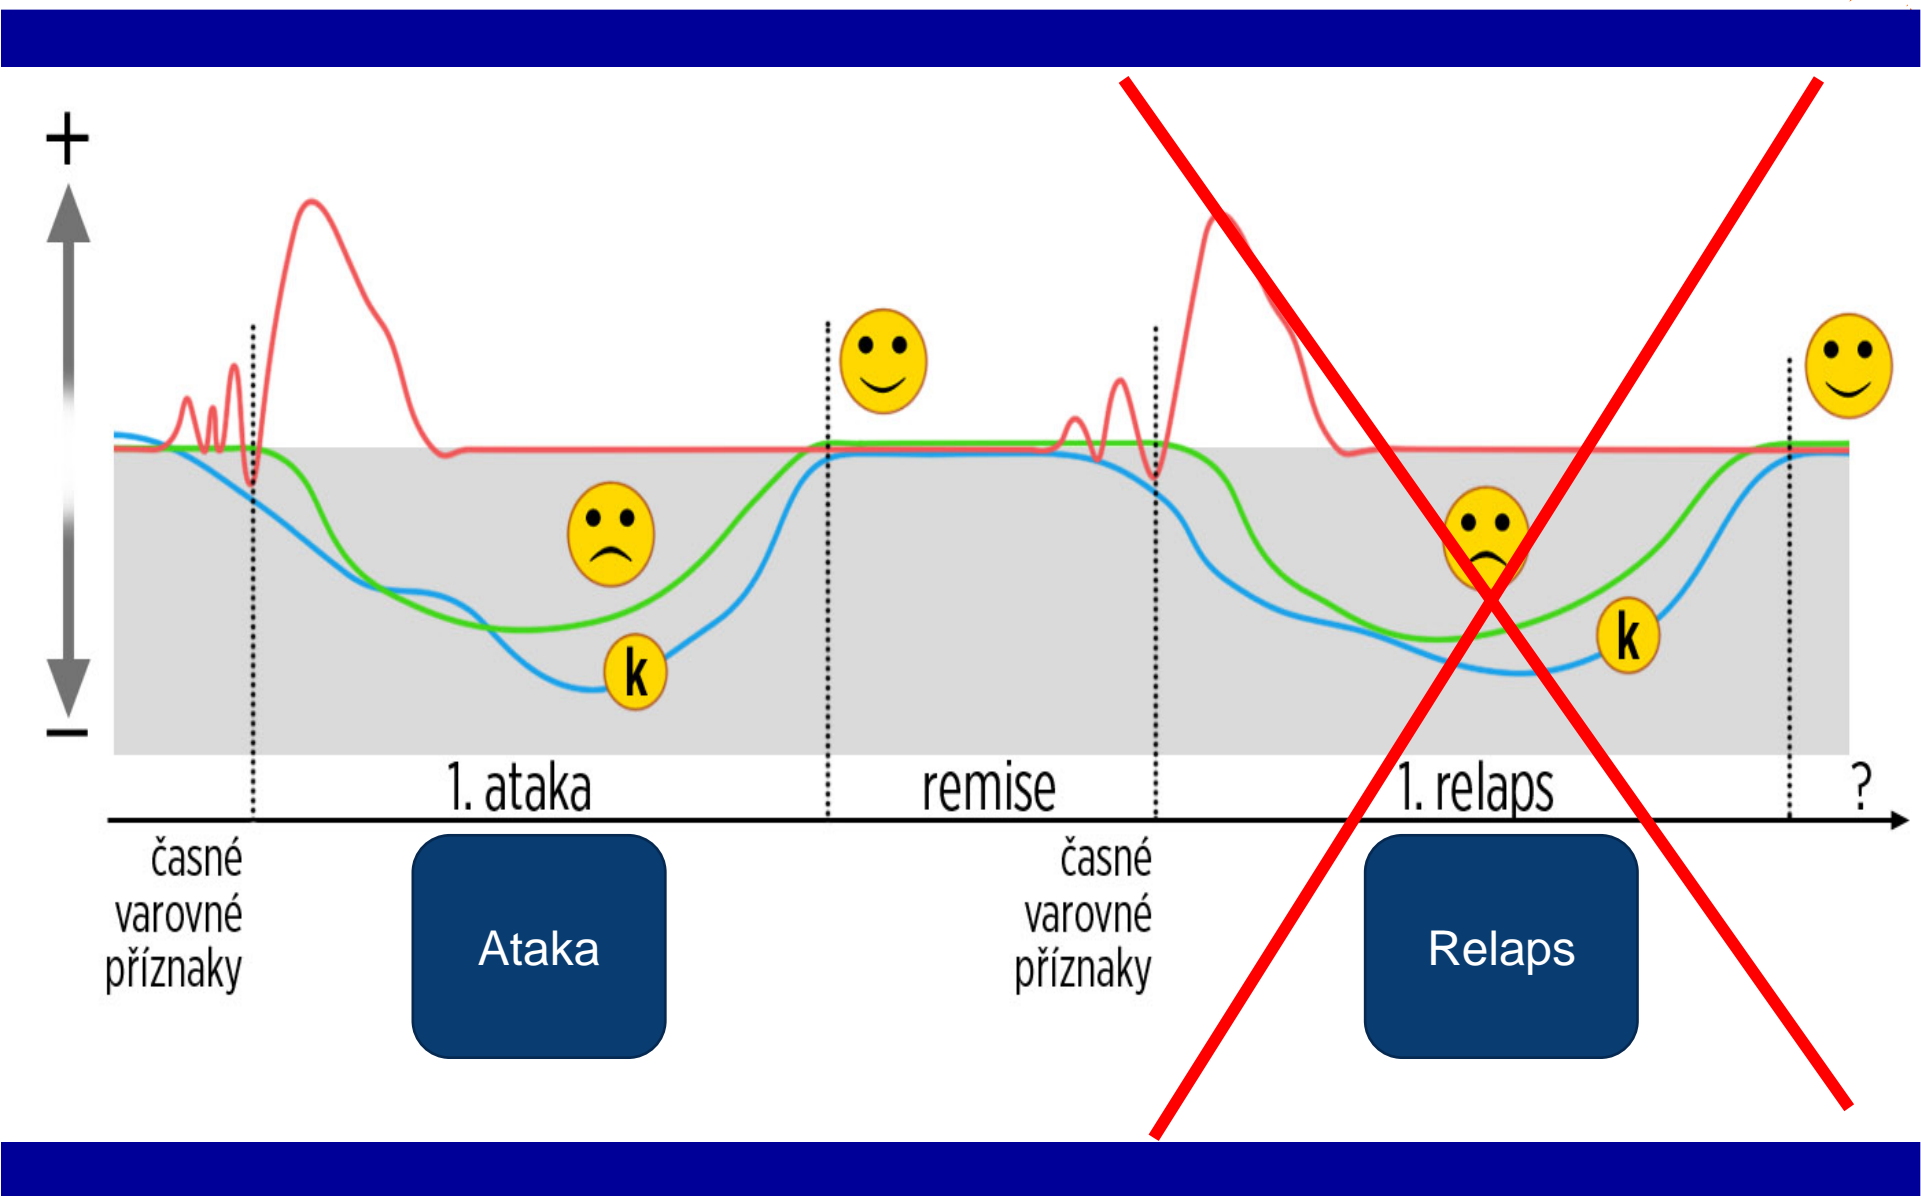 +
−
k
k
1. ataka
remise
1. relaps
?
časné
varovné
příznaky
časné
varovné
příznaky
Ataka
Relaps